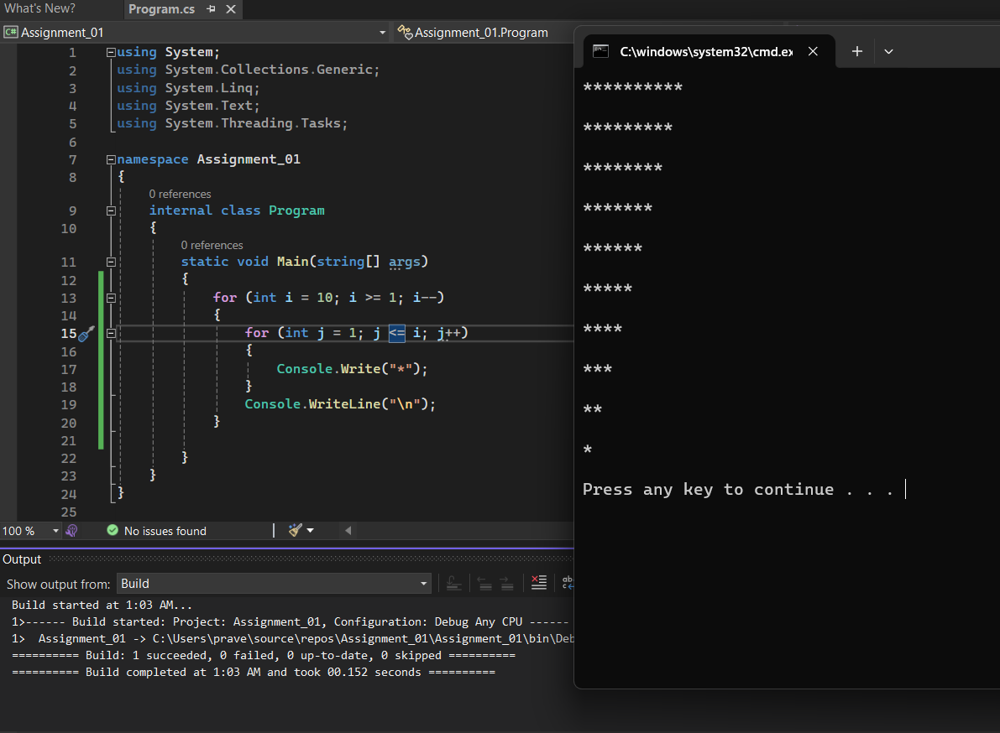 What's New?
Program.cs
C# Assignment_01
Assignment_01.Program
1 using System;
2 using System.Collections.Generic;
3 using System.Linq;
4 using System.Text;
5 using System.Threading.Tasks;
6
7 namespace Assignment_01
8 {
0 references
9 internal class Program
10 {
0 references
11 static void Main(string[] args)
12 {
13 for (int i = 10; i >= 1; i--)
14 {
15 for (int j = 1; j <= i; j++)
16 {
17 Console.Write("*");
18 }
19 Console.WriteLine("\n");
20 }
21
22 }
23 }
24 }
25
100 %
No issues found
Output
Show output from: Build
Build started at 1:03 AM...
1>------ Build started: Project: Assignment_01, Configuration: Debug Any CPU ------
1>  Assignment_01 -> C:\Users\prave\source\repos\Assignment_01\Assignment_01\bin\Deb
========== Build: 1 succeeded, 0 failed, 0 up-to-date, 0 skipped ==========
========== Build completed at 1:03 AM and took 00.152 seconds ==========
C:\windows\system32\cmd.ex
**********
*********
********
*******
******
*****
****
***
**
*
Press any key to continue . . .